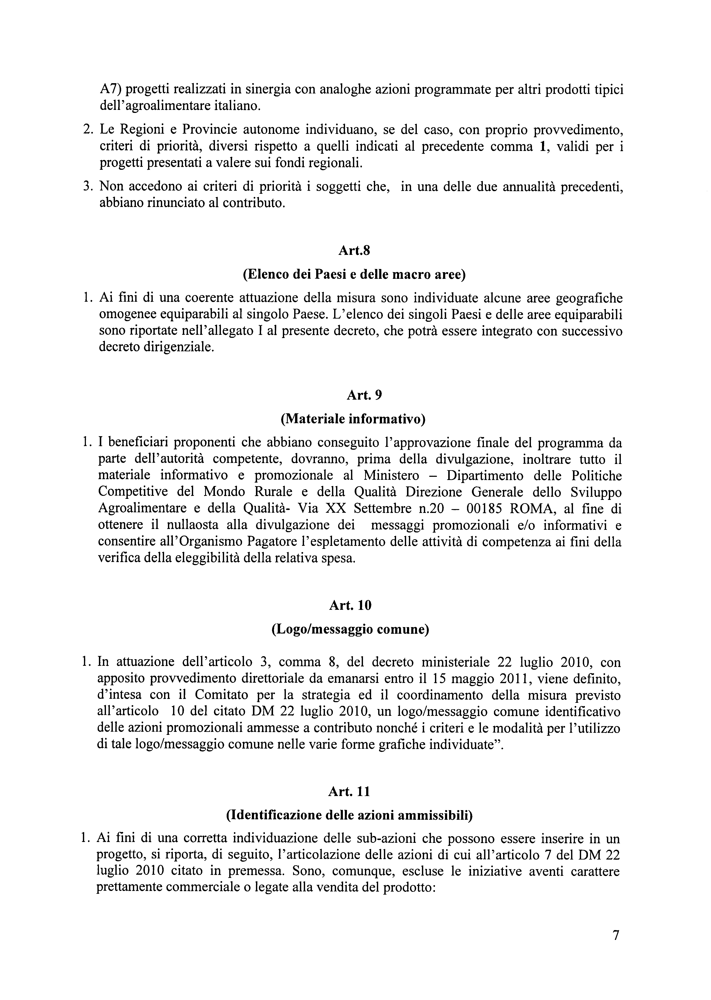 A7) progetti realizzati in sinergia con analoghe azioni programmate per altri prodotti tipici
dell’agroalimentare italiano.
2. Le Regioni e Provincie autonome individuano, se del caso, con proprio provvedimento,
criteri di priorità, diversi rispetto a quelli indicati al precedente comma 1, validi per i
progetti presentati a valere sui fondi regionali.
3. Non accedono ai criteri di priorità i soggetti che, in una delle due annualità precedenti,
abbiano rinunciato al contributo.
Art.8
(Elenco dei Paesi e delle macro aree)
1. Ai fini di una coerente attuazione della misura sono individuate alcune aree geografiche
omogenee equiparabili al singolo Paese. L’elenco dei singoli Paesi e delle aree equiparabili
sono riportate nell’allegato I al presente decreto, che potrà essere integrato con successivo
decreto dirigenziale.
Art. 9
(Materiale informativo)
1. I beneficiari proponenti che abbiano conseguito l’approvazione finale del programma da
parte dell’autorità competente, dovranno, prima della divulgazione, inoltrare tutto il
materiale informativo e promozionale al Ministero – Dipartimento delle Politiche
Competitive del Mondo Rurale e della Qualità Direzione Generale dello Sviluppo
Agroalimentare e della Qualità- Via XX Settembre n.20 – 00185 ROMA, al fine di
ottenere il nullaosta alla divulgazione dei messaggi promozionali e/o informativi e
consentire all’Organismo Pagatore l’espletamento delle attività di competenza ai fini della
verifica della eleggibilità della relativa spesa.
Art. 10
(Logo/messaggio comune)
1. In attuazione dell’articolo 3, comma 8, del decreto ministeriale 22 luglio 2010, con
apposito provvedimento direttoriale da emanarsi entro il 15 maggio 2011, viene definito,
d’intesa con il Comitato per la strategia ed il coordinamento della misura previsto
all’articolo 10 del citato DM 22 luglio 2010, un logo/messaggio comune identificativo
delle azioni promozionali ammesse a contributo nonché i criteri e le modalità per l’utilizzo
di tale logo/messaggio comune nelle varie forme grafiche individuate”.
Art. 11
(Identificazione delle azioni ammissibili)
1. Ai fini di una corretta individuazione delle sub-azioni che possono essere inserire in un
progetto, si riporta, di seguito, l’articolazione delle azioni di cui all’articolo 7 del DM 22
luglio 2010 citato in premessa. Sono, comunque, escluse le iniziative aventi carattere
prettamente commerciale o legate alla vendita del prodotto:
7